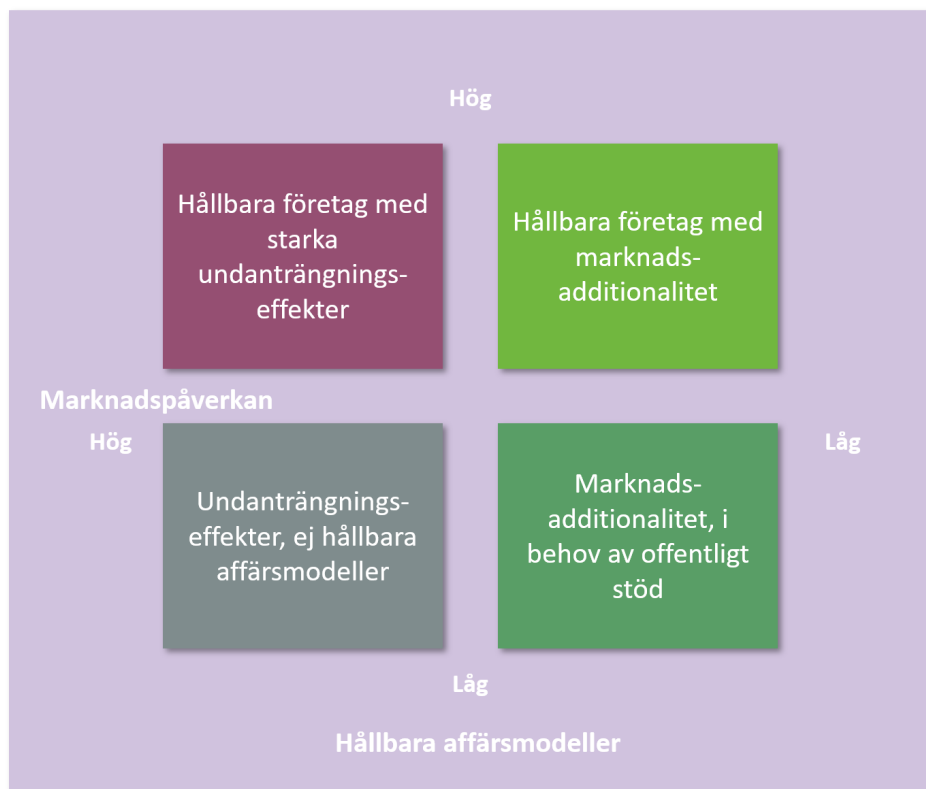 Hög
Hållbara företag med
starka
undanträngnings-
effekter
Hållbara företag med
marknads-
additionalitet
Marknadspåverkan
Hög
Låg
Undanträngnings-
effekter, ej hållbara
affärsmodeller
Marknads-
additionalitet, i
behov av offentligt
stöd
Låg
Hållbara affärsmodeller